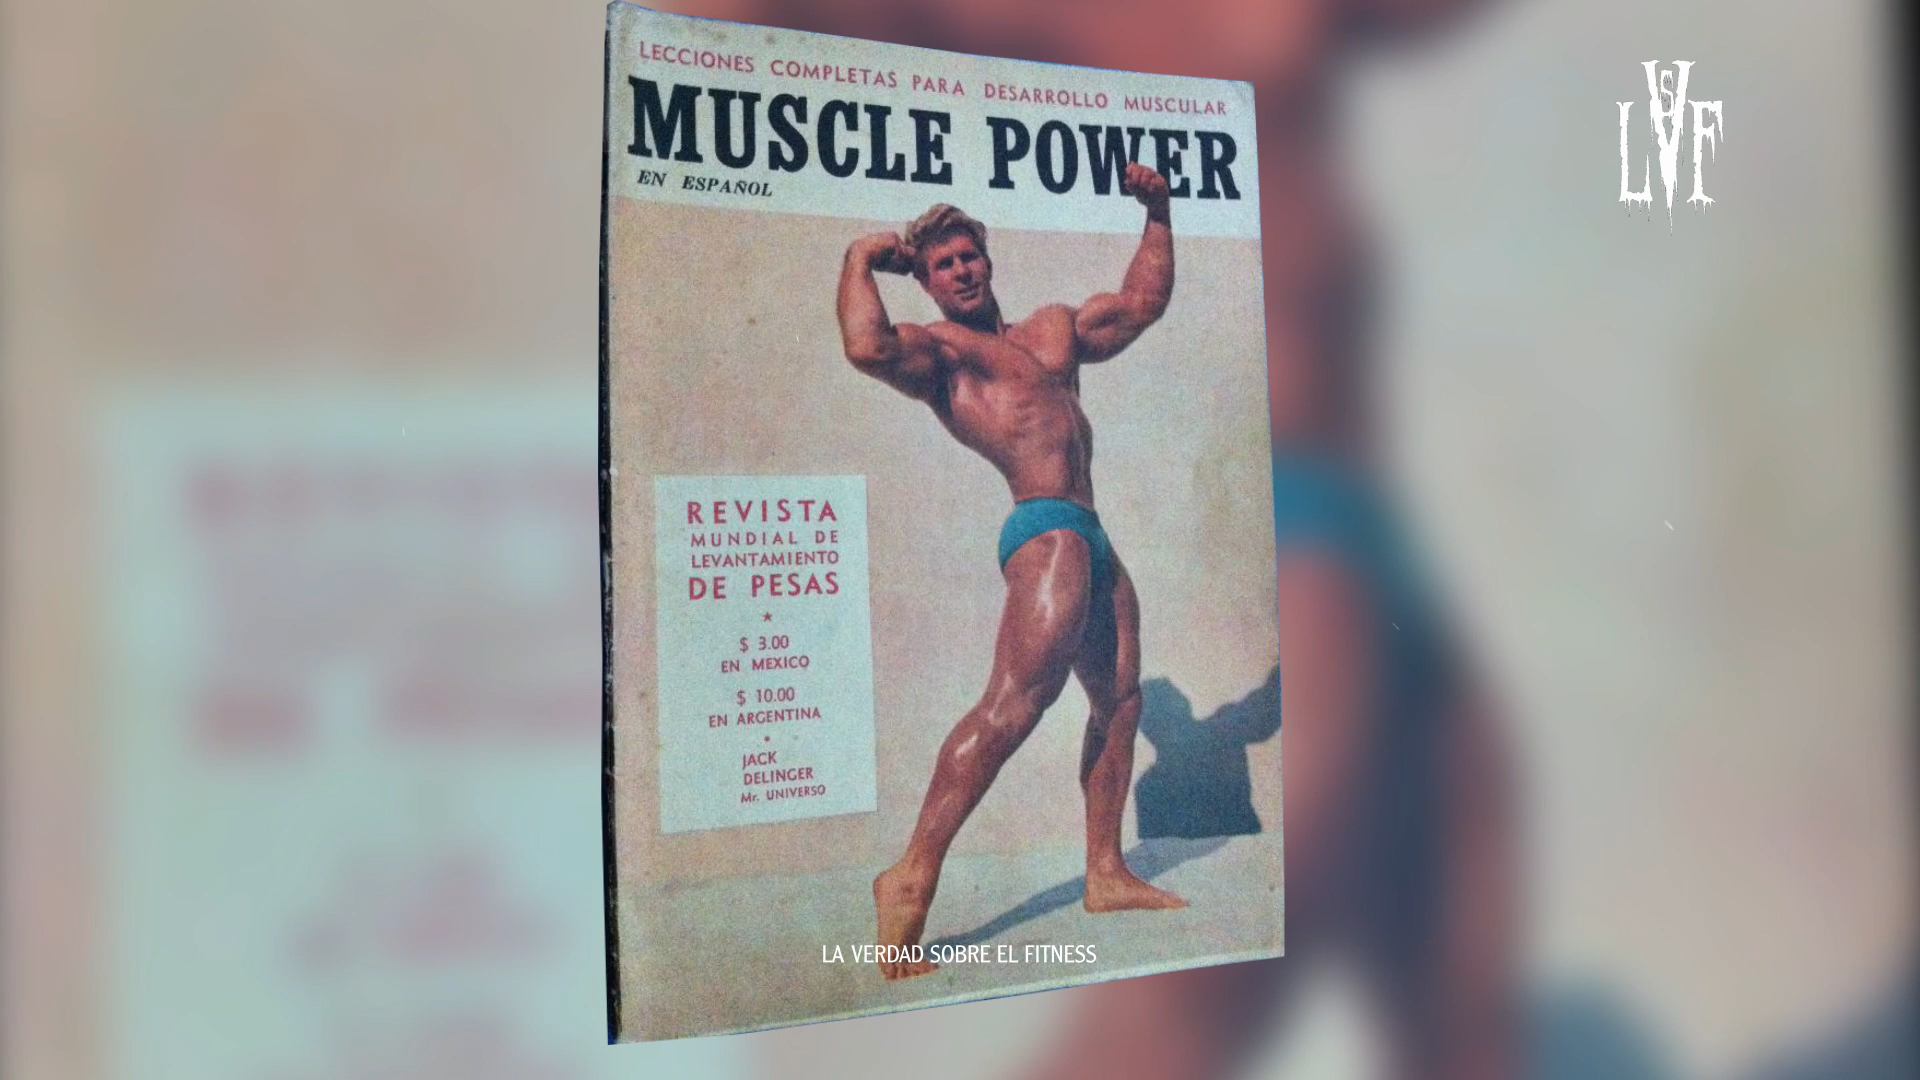 LECCIONES COMPLETAS PARA DESARROLLO MUSCULAR
MUSCLE POWER
EN ESPAÑOL
REVISTA
MUNDIAL DE
LEVANTAMIENTO
DE PESAS
$ 3.00
EN MEXICO
$ 10.00
EN ARGENTINA
JACK
DELINGER
Mr. UNIVERSO
LVSF
LA VERDAD SOBRE EL FITNESS